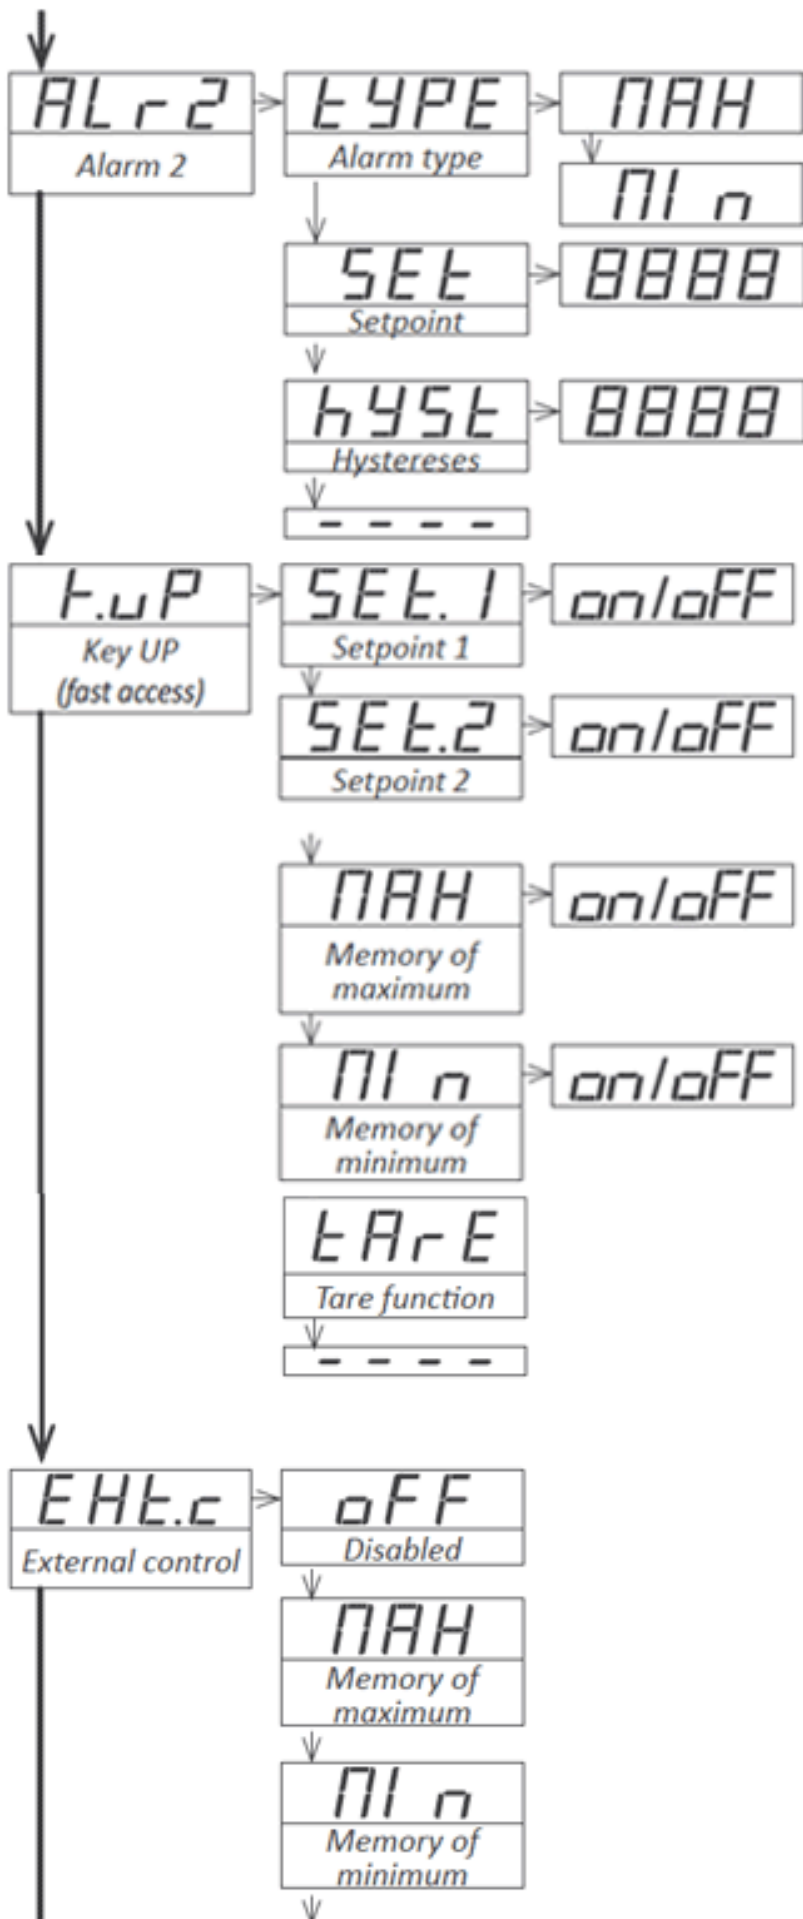 ALr2 tYPE MAH
Alarm 2 Alarm type
MIn
SEt 8888
Setpoint
hYSt 8888
Hystereses
- - - -
k.uP SEt.1 on/oFF
Key UP Setpoint 1
(fast access)
SEt.2 on/oFF
Setpoint 2
MAH on/oFF
Memory of
maximum
MIn on/oFF
Memory of
minimum
tArE
Tare function
- - - -
EHt.c oFF
External control Disabled
MAH
Memory of
maximum
MIn
Memory of
minimum